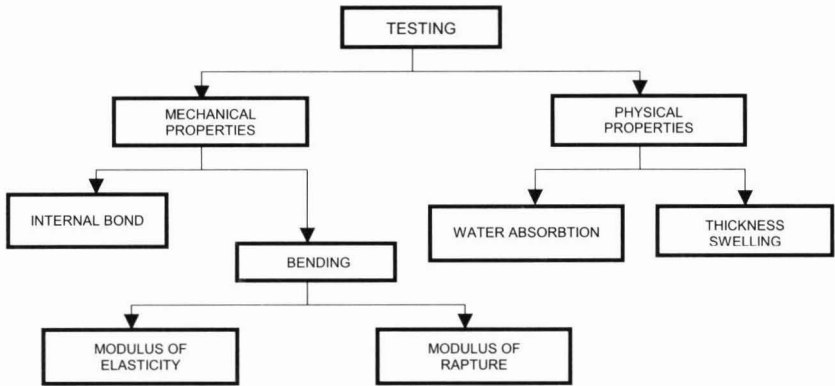 TESTING
MECHANICAL
PROPERTIES
PHYSICAL
PROPERTIES
INTERNAL BOND
WATER ABSORBTION
THICKNESS
SWELLING
BENDING
MODULUS OF
ELASTICITY
MODULUS OF
RAPTURE